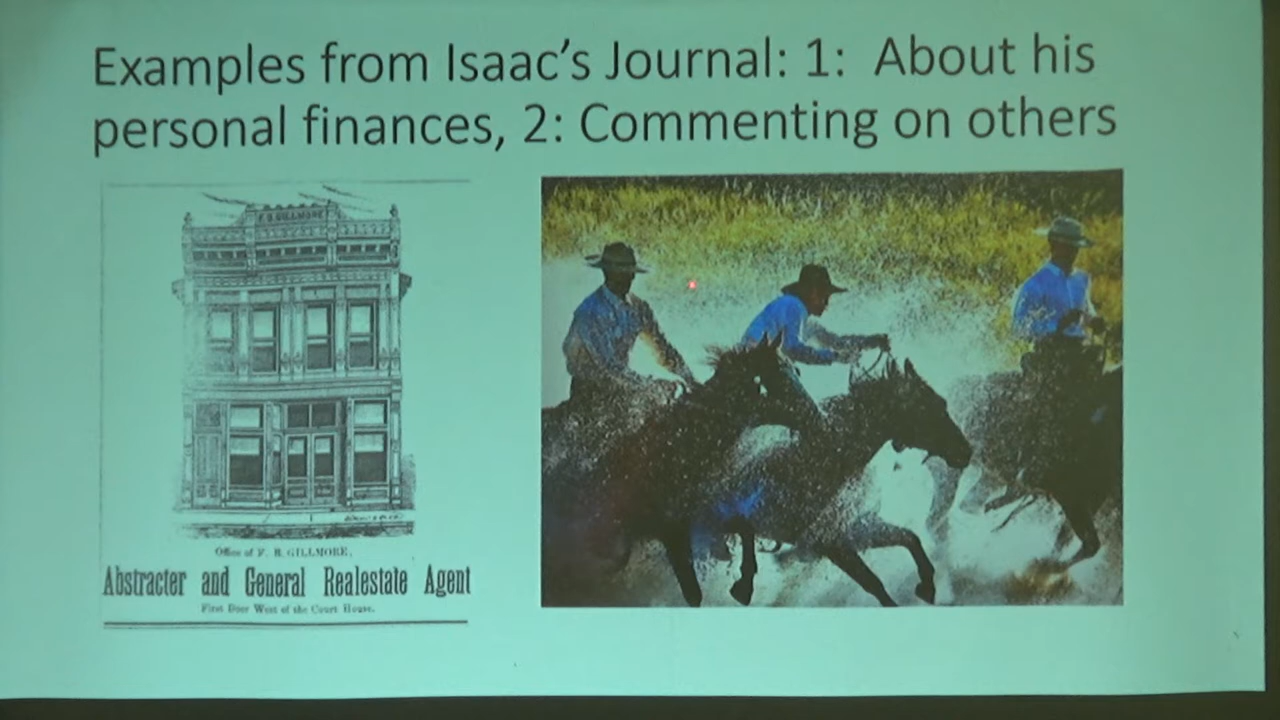 Examples from Isaac's Journal: 1: About his
personal finances, 2: Commenting on others
GILLMORE
Office of F. B. GILLMORE,
Abstracter and General Realestate Agent
First Door West of the Court House.